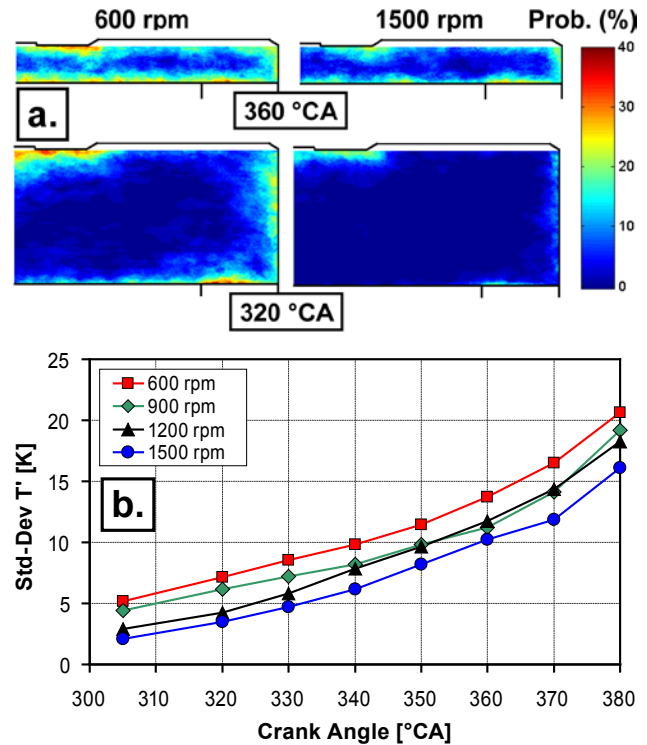 600 rpm 1500 rpm Prob. (%)
40
30
20
10
0
a.
360 °CA
320 °CA
25
20
15
10
5
0
Std-Dev T' [K]
600 rpm
900 rpm
1200 rpm
1500 rpm
b.
300 310 320 330 340 350 360 370 380
Crank Angle [°CA]